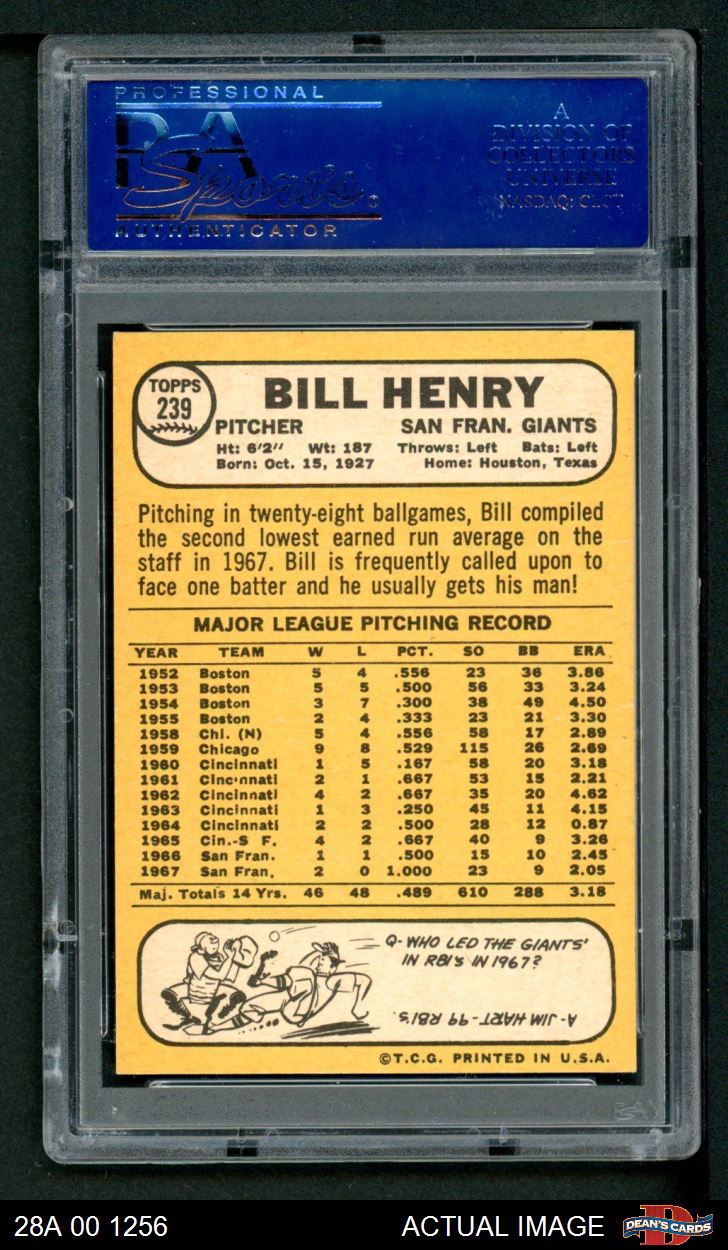 PROFESSIONAL
PSA
Sports®
AUTHENTICATOR
A
DIVISION OF
COLLECTORS
UNIVERSE
NASDAQ: CLCT
TOPPS
239
BILL HENRY
PITCHER SAN FRAN. GIANTS
Ht: 6'2" Wt: 187 Throws: Left Bats: Left
Born: Oct. 15, 1927 Home: Houston, Texas
Pitching in twenty-eight ballgames, Bill compiled
the second lowest earned run average on the
staff in 1967. Bill is frequently called upon to
face one batter and he usually gets his man!
MAJOR LEAGUE PITCHING RECORD
YEAR TEAM W L PCT. SO BB ERA
1952 Boston 5 4 .556 23 36 3.86
1953 Boston 5 5 .500 56 33 3.24
1954 Boston 3 7 .300 38 49 4.50
1955 Boston 2 4 .333 23 21 3.30
1958 Chi. (N) 5 4 .556 58 17 2.89
1959 Chicago 9 8 .529 115 26 2.69
1960 Cincinnati 1 5 .167 58 20 3.18
1961 Cincinnati 2 1 .667 53 15 2.21
1962 Cincinnati 4 2 .667 35 20 4.62
1963 Cincinnati 1 3 .250 45 11 4.15
1964 Cincinnati 2 2 .500 28 12 0.87
1965 Cin.-S F. 4 2 .667 40 9 3.26
1966 San Fran. 1 1 .500 15 10 2.45
1967 San Fran. 2 0 1.000 23 9 2.05
Maj. Totals 14 Yrs. 46 48 .489 610 288 3.18
Q-WHO LED THE GIANTS'
IN RBI'S IN 1967?
A-JIM HART-99 RBI'S.
©T.C.G. PRINTED IN U.S.A.
PSA
28A 00 1256 ACTUAL IMAGE
D
DEAN'S CARDS